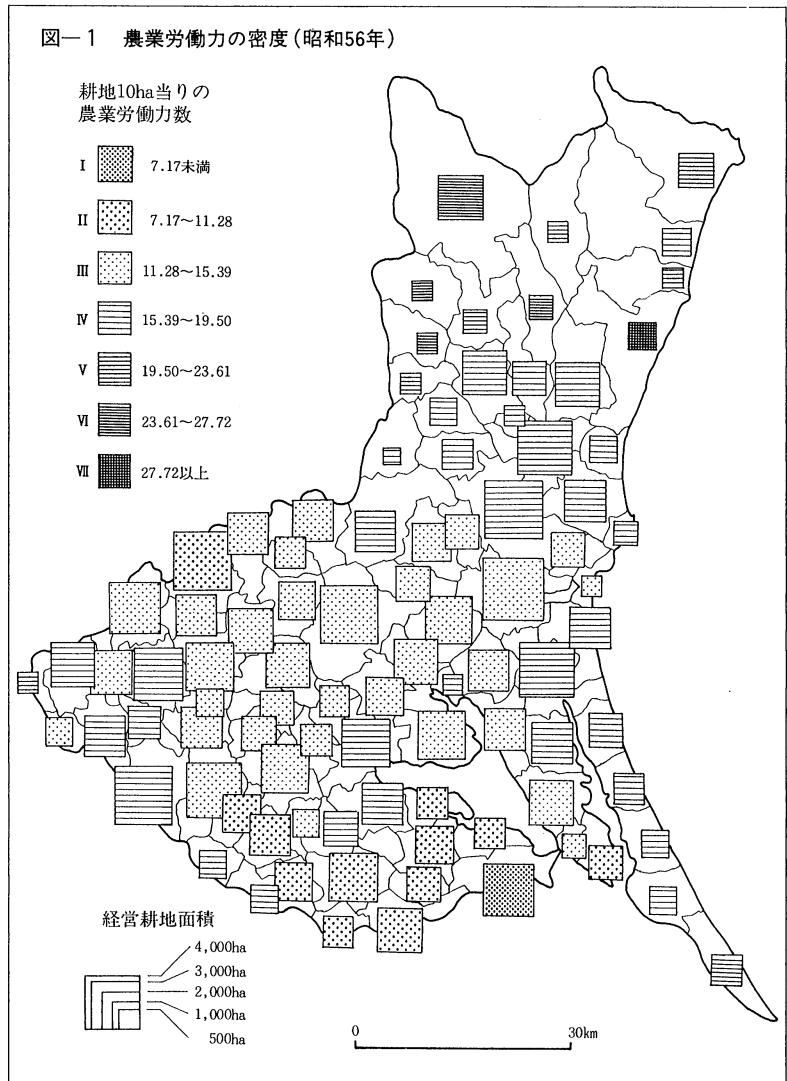 図―1 農業労働力の密度(昭和56年)
耕地10ha当りの
農業労働力数
Ⅰ 7.17未満
Ⅱ 7.17～11.28
Ⅲ 11.28～15.39
Ⅳ 15.39～19.50
Ⅴ 19.50～23.61
Ⅵ 23.61～27.72
Ⅶ 27.72以上
経営耕地面積
4,000ha
3,000ha
2,000ha
1,000ha
500ha
0 30km